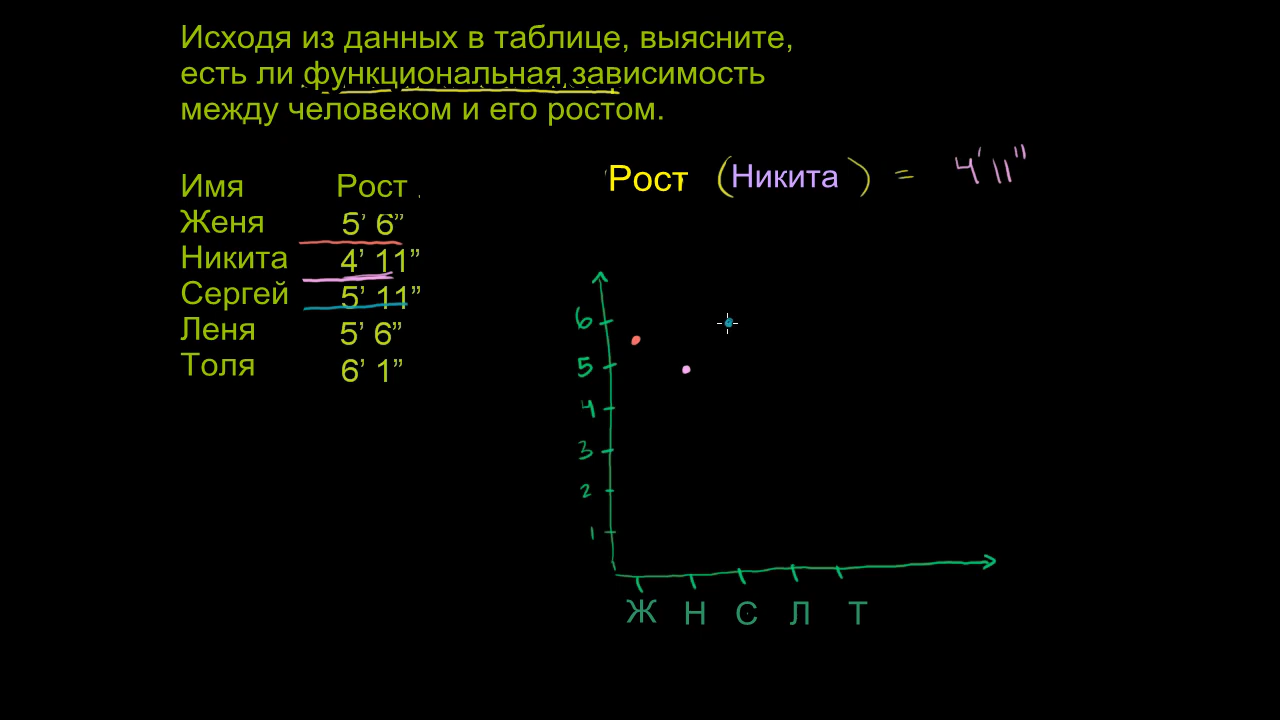 Исходя из данных в таблице, выясните,
есть ли функциональная зависимость
между человеком и его ростом.
Имя Рост
Женя 5’ 6”
Никита 4’ 11”
Сергей 5’ 11”
Леня 5’ 6”
Толя 6’ 1”
Рост (Никита) = 4'11"
6
5
4
3
2
1
Ж Н С Л Т